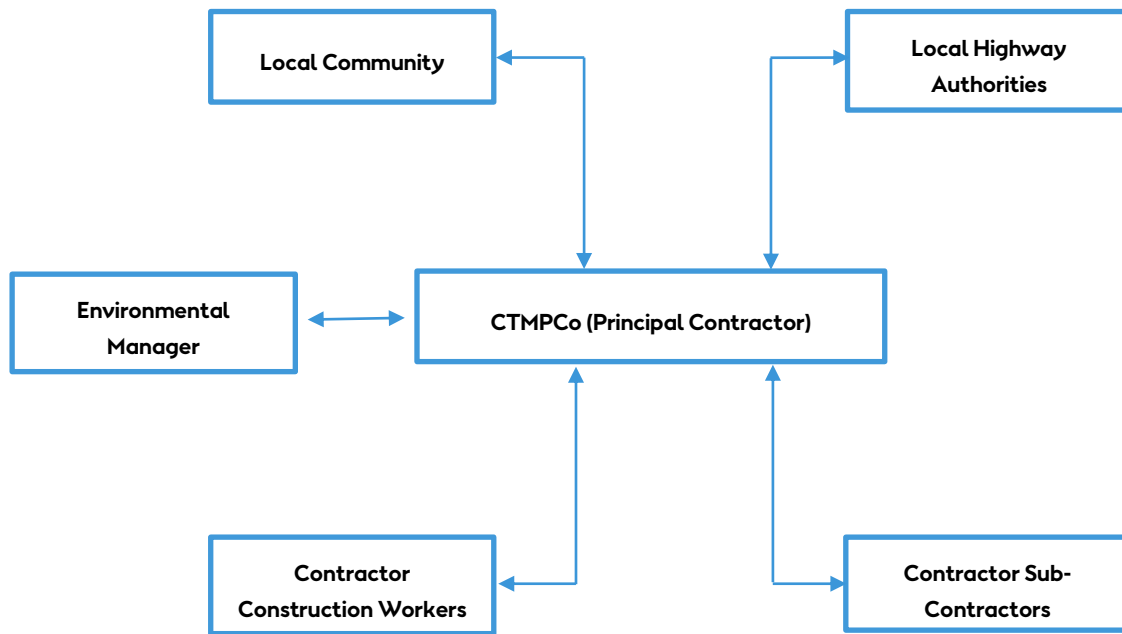 Local Community
Local Highway
Authorities
Environmental
Manager
CTMPCo (Principal Contractor)
Contractor
Construction Workers
Contractor Sub-
Contractors